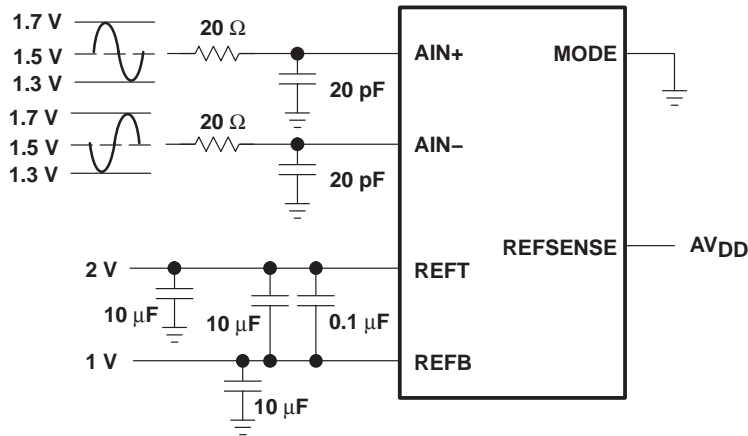 1.7 V
20 Ω
1.5 V
AIN+
MODE
1.3 V
20 pF
1.7 V
20 Ω
1.5 V
AIN−
1.3 V
20 pF
REFSENSE
AVDD
2 V
REFT
10 μF
10 μF
0.1 μF
1 V
REFB
10 μF